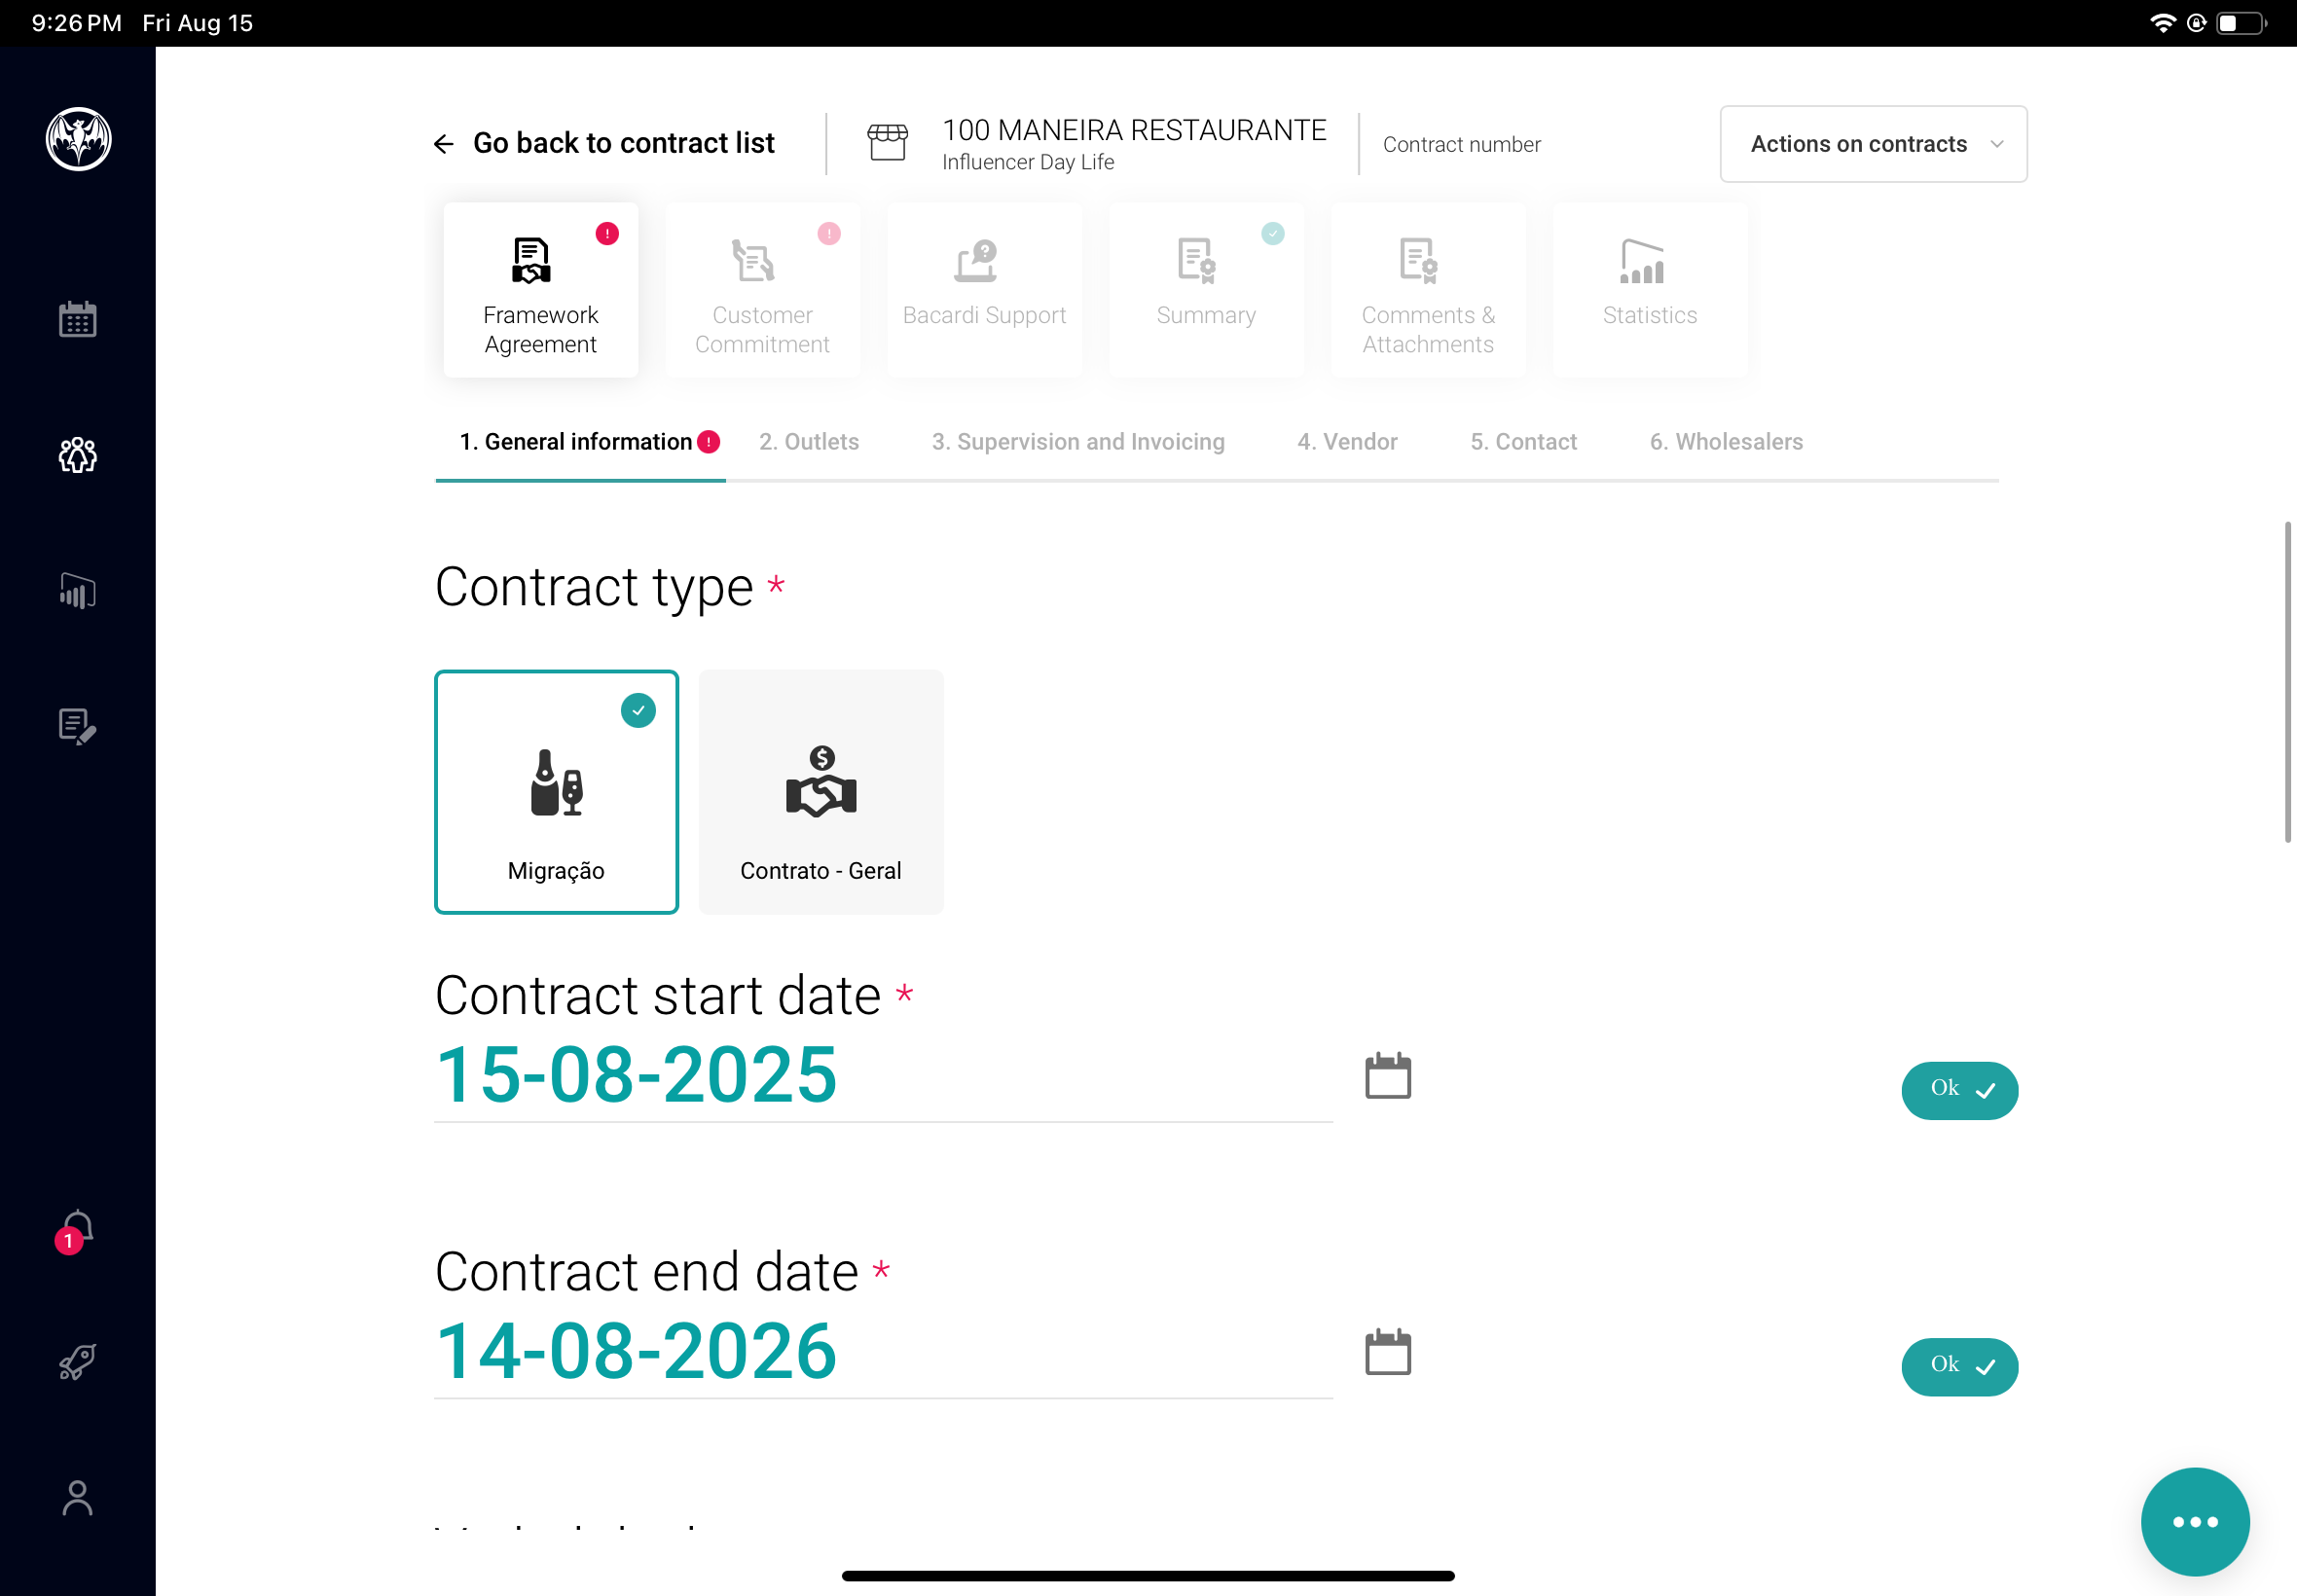 9:26 PM Fri Aug 15
Go back to contract list
100 MANEIRA RESTAURANTE
Influencer Day Life
Contract number
Actions on contracts
Framework
Agreement
Customer
Commitment
Bacardi Support
Summary
Comments &
Attachments
Statistics
1. General information
2. Outlets
3. Supervision and Invoicing
4. Vendor
5. Contact
6. Wholesalers
Contract type *
Migração
Contrato - Geral
Contract start date *
15-08-2025
Ok
Contract end date *
14-08-2026
Ok
1